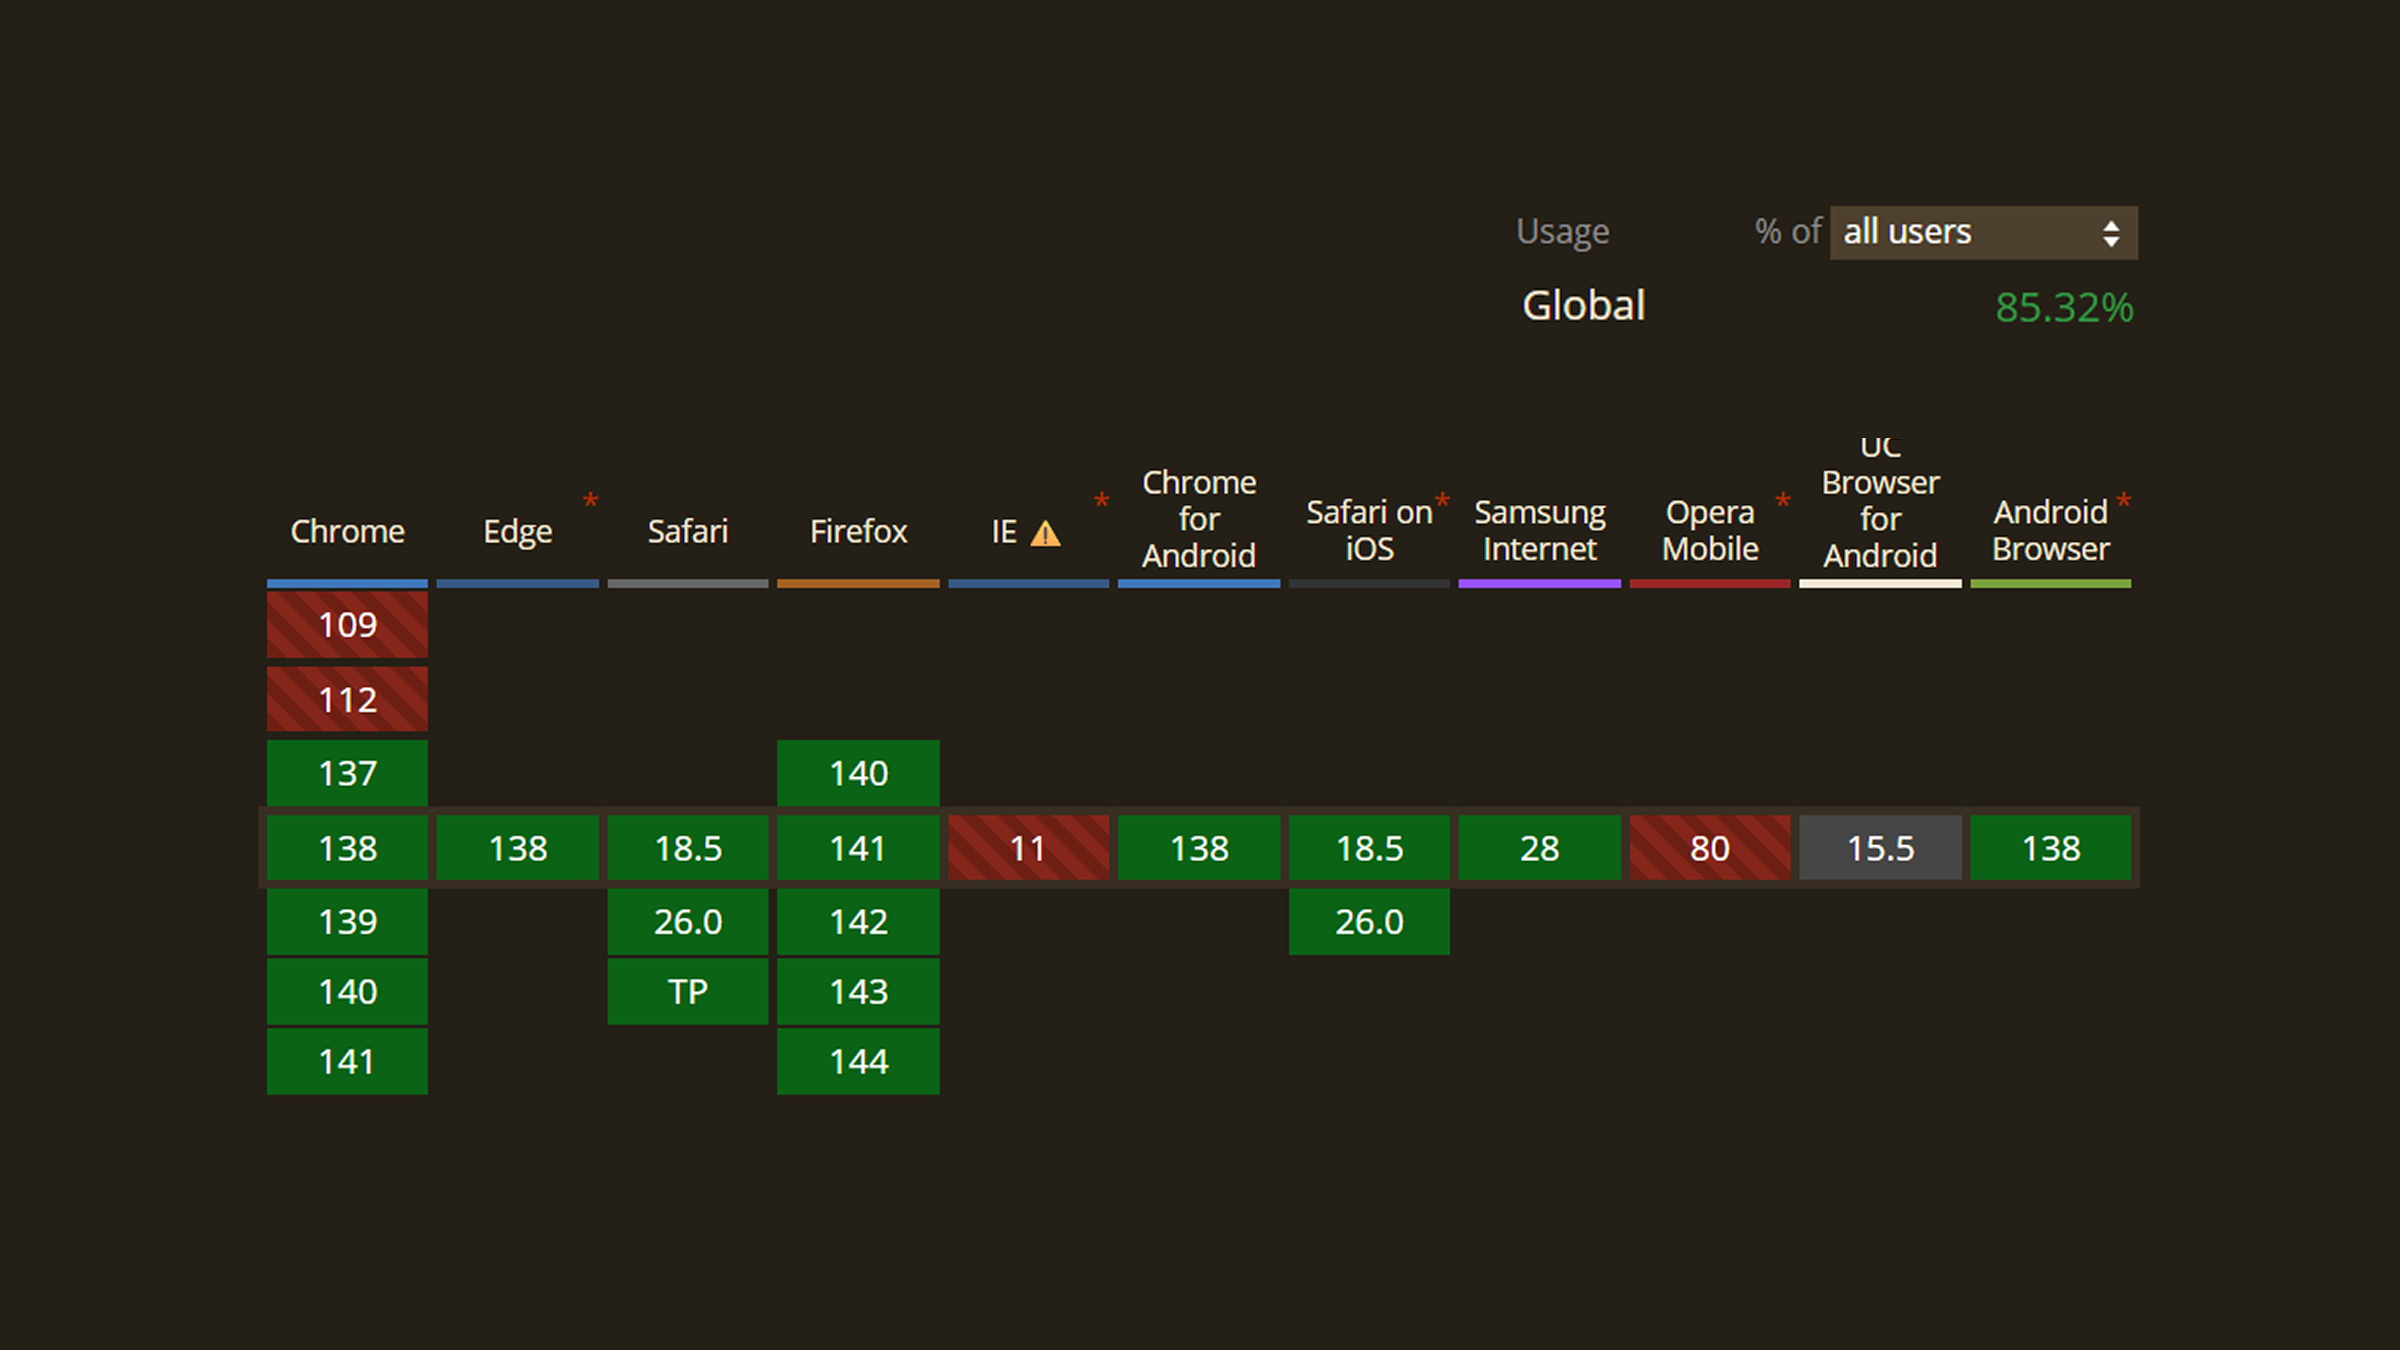 Usage % of all users
Global 85.32%
Chrome
Edge *
Safari
Firefox
IE *
Chrome
for
Android
Safari on *
iOS
Samsung
Internet
Opera *
Mobile
UC
Browser
for
Android
Android *
Browser
109
112
137 140
138 138 18.5 141 11 138 18.5 28 80 15.5 138
139 26.0 142 26.0
140 TP 143
141 144